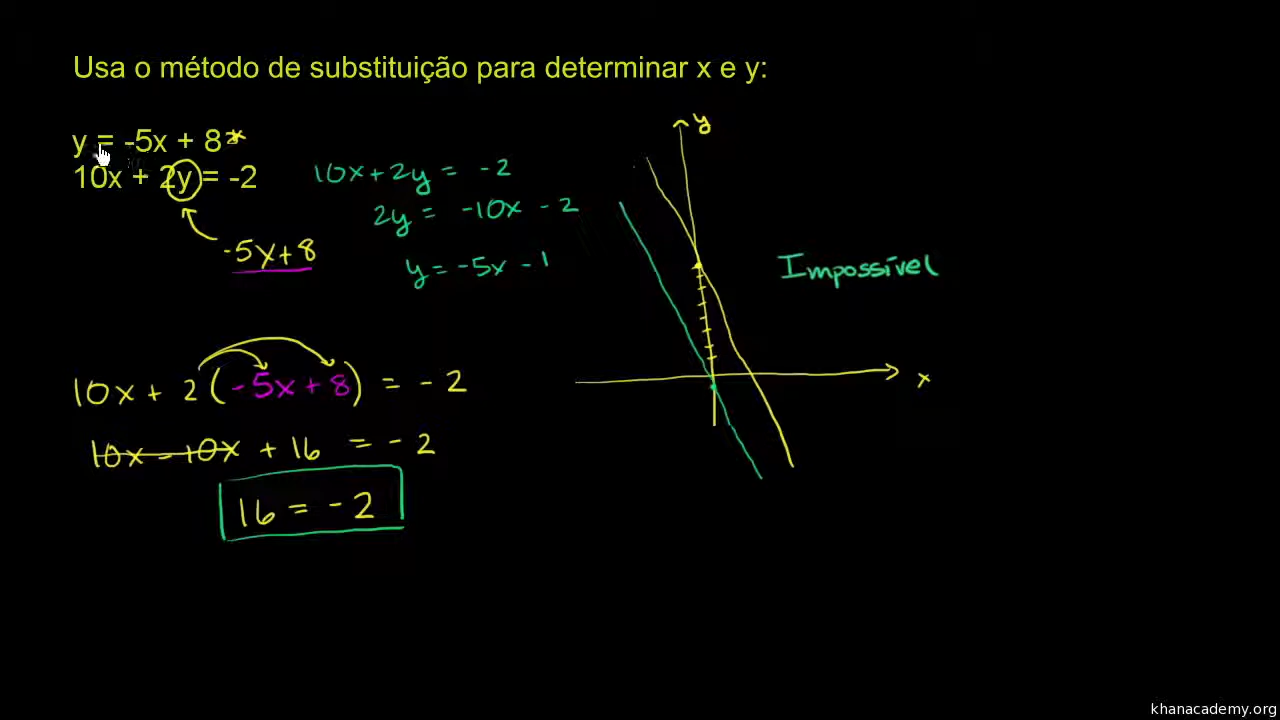 Usa o método de substituição para determinar x e y:
y = -5x + 8*
10x + 2y = -2
-5x+8
10x+2y = -2
2y = -10x - 2
y = -5x - 1
y
x
Impossível
10x + 2(-5x+8) = -2
10x - 10x + 16 = -2
16 = -2
khanacademy.org